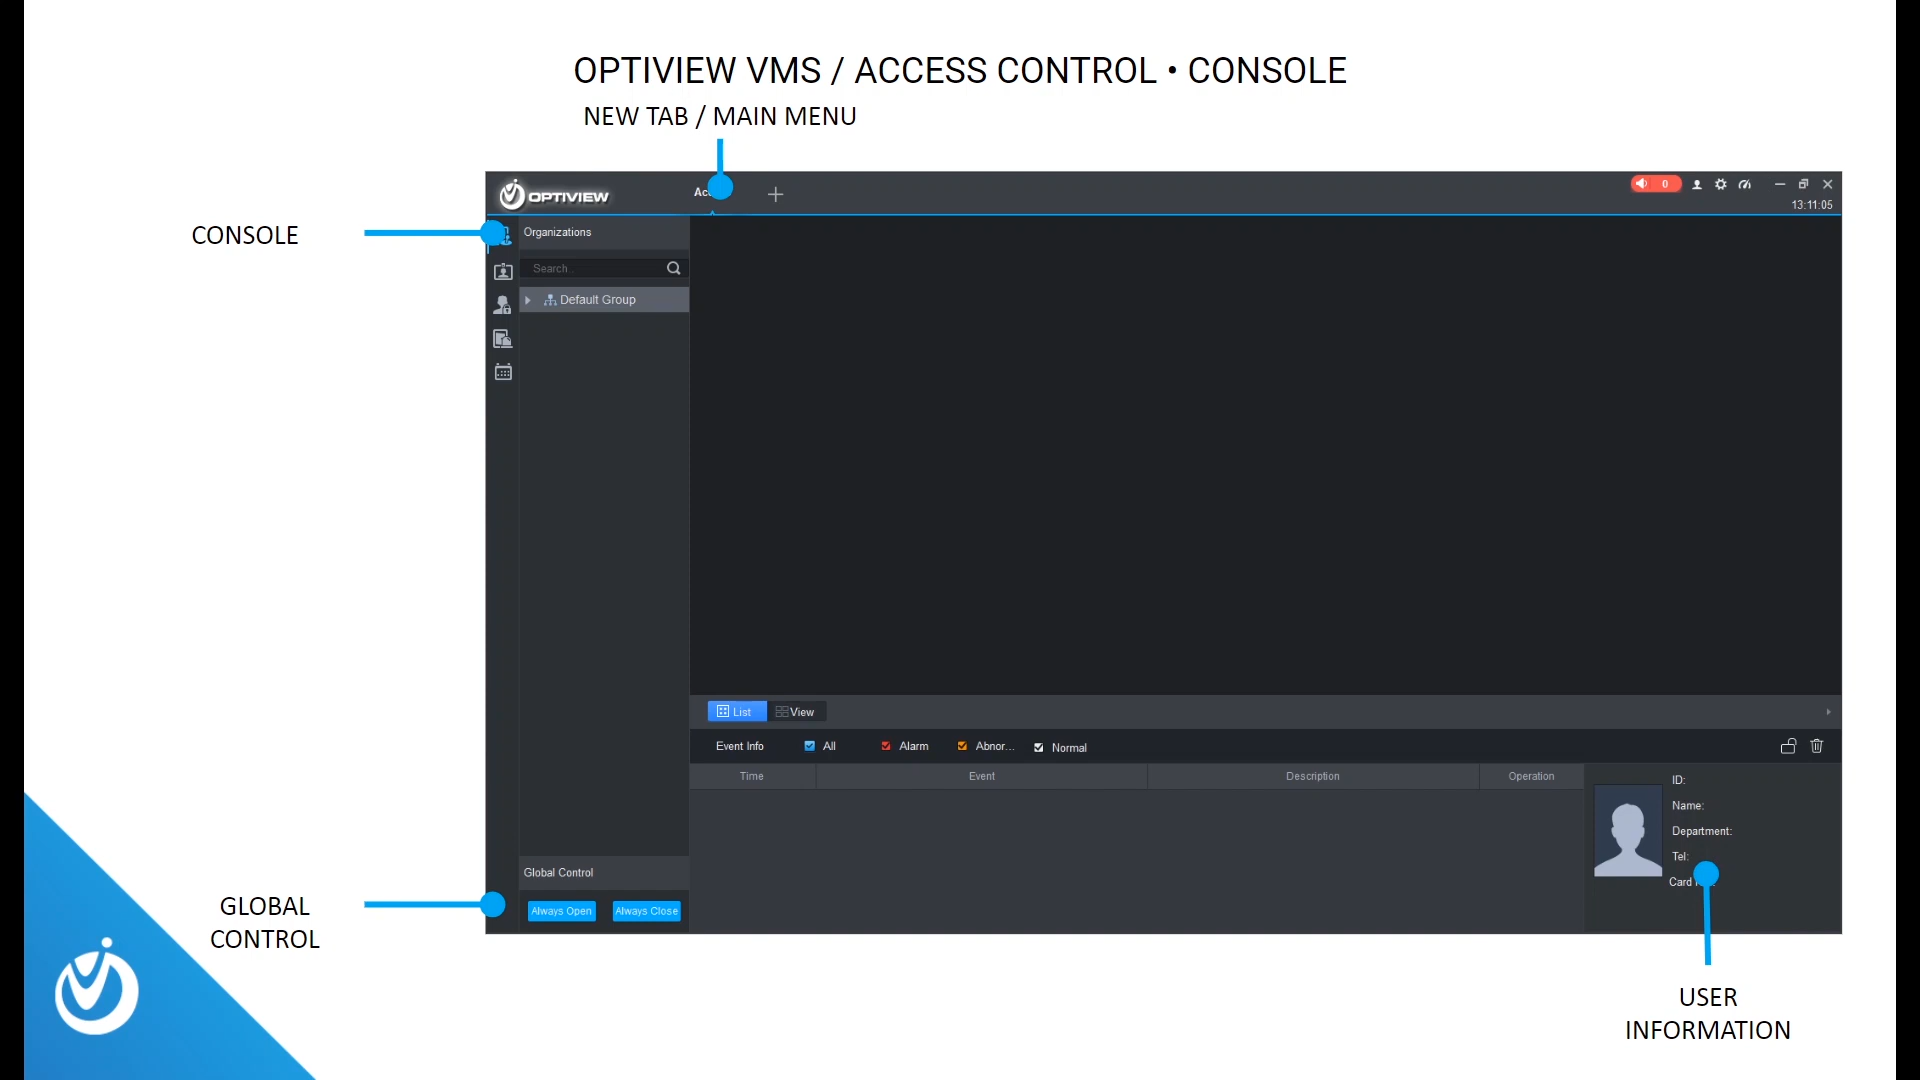 OPTIVIEW VMS / ACCESS CONTROL • CONSOLE
NEW TAB / MAIN MENU
OPTIVIEW
+
0
13:11:05
CONSOLE
Organizations
Search...
Default Group
List
View
Event Info
All
Alarm
Abnor...
Normal
Time
Event
Description
Operation
ID:
Name:
Department:
Tel:
Card
Global Control
Always Open
Always Close
GLOBAL
CONTROL
USER
INFORMATION